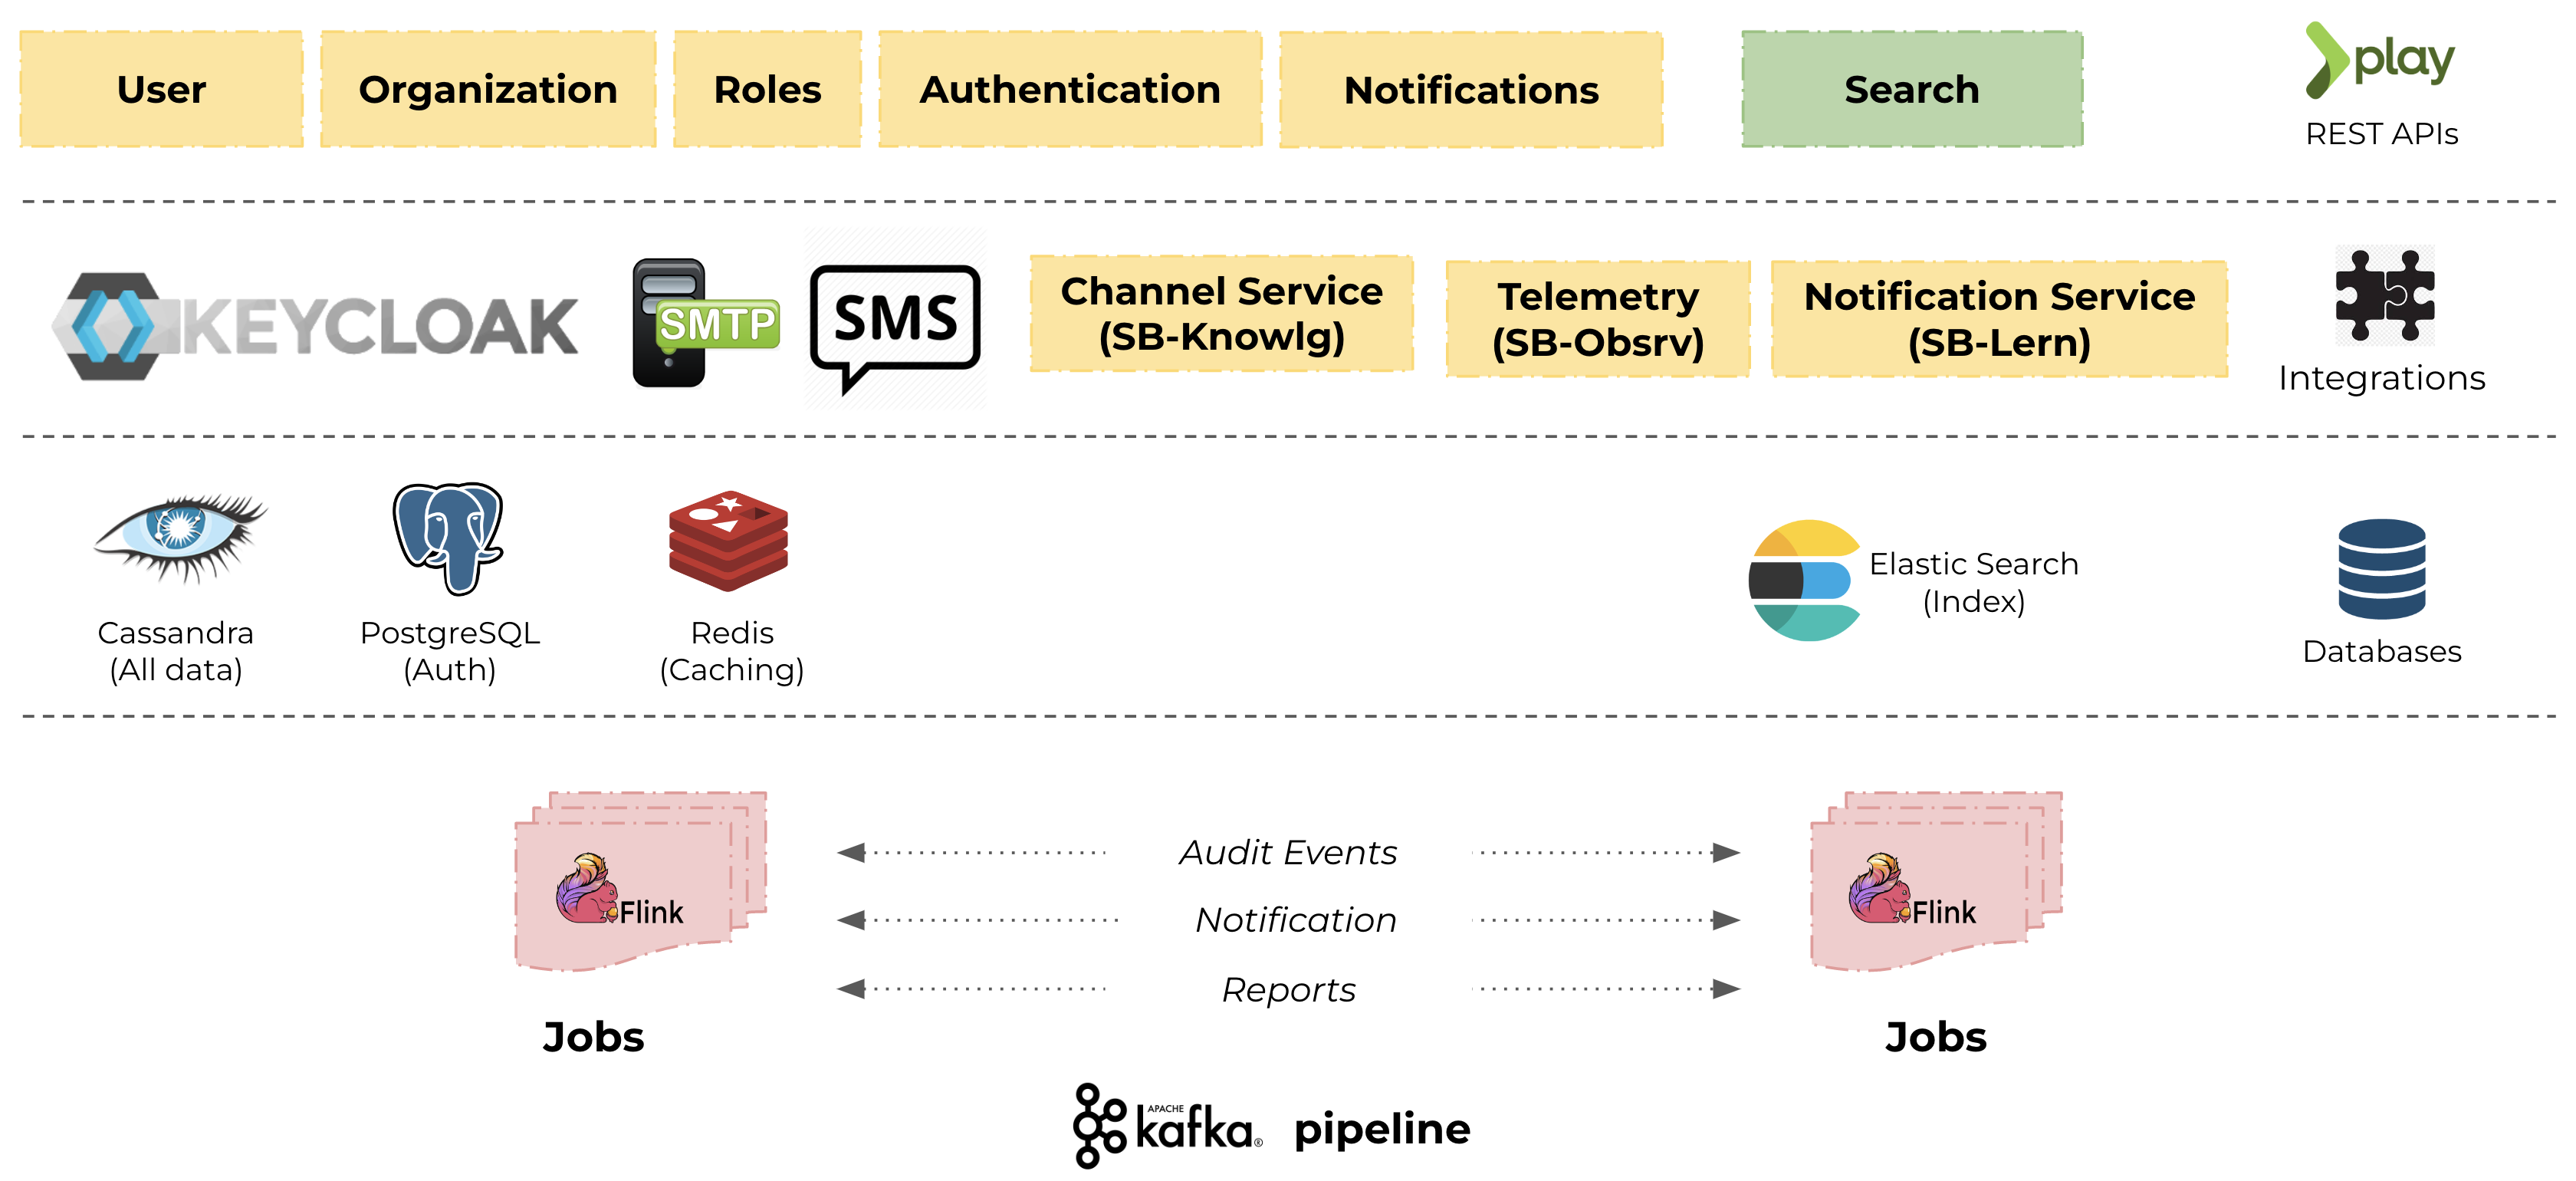 User
Organization
Roles
Authentication
Notifications
Search
play
REST APIs
KEYCLOAK
SMTP
SMS
Channel Service
(SB-Knowlg)
Telemetry
(SB-Obsrv)
Notification Service
(SB-Lern)
Integrations
Cassandra
(All data)
PostgreSQL
(Auth)
Redis
(Caching)
Elastic Search
(Index)
Databases
Flink
Jobs
Audit Events
Notification
Reports
Flink
Jobs
APACHE
kafka®
pipeline